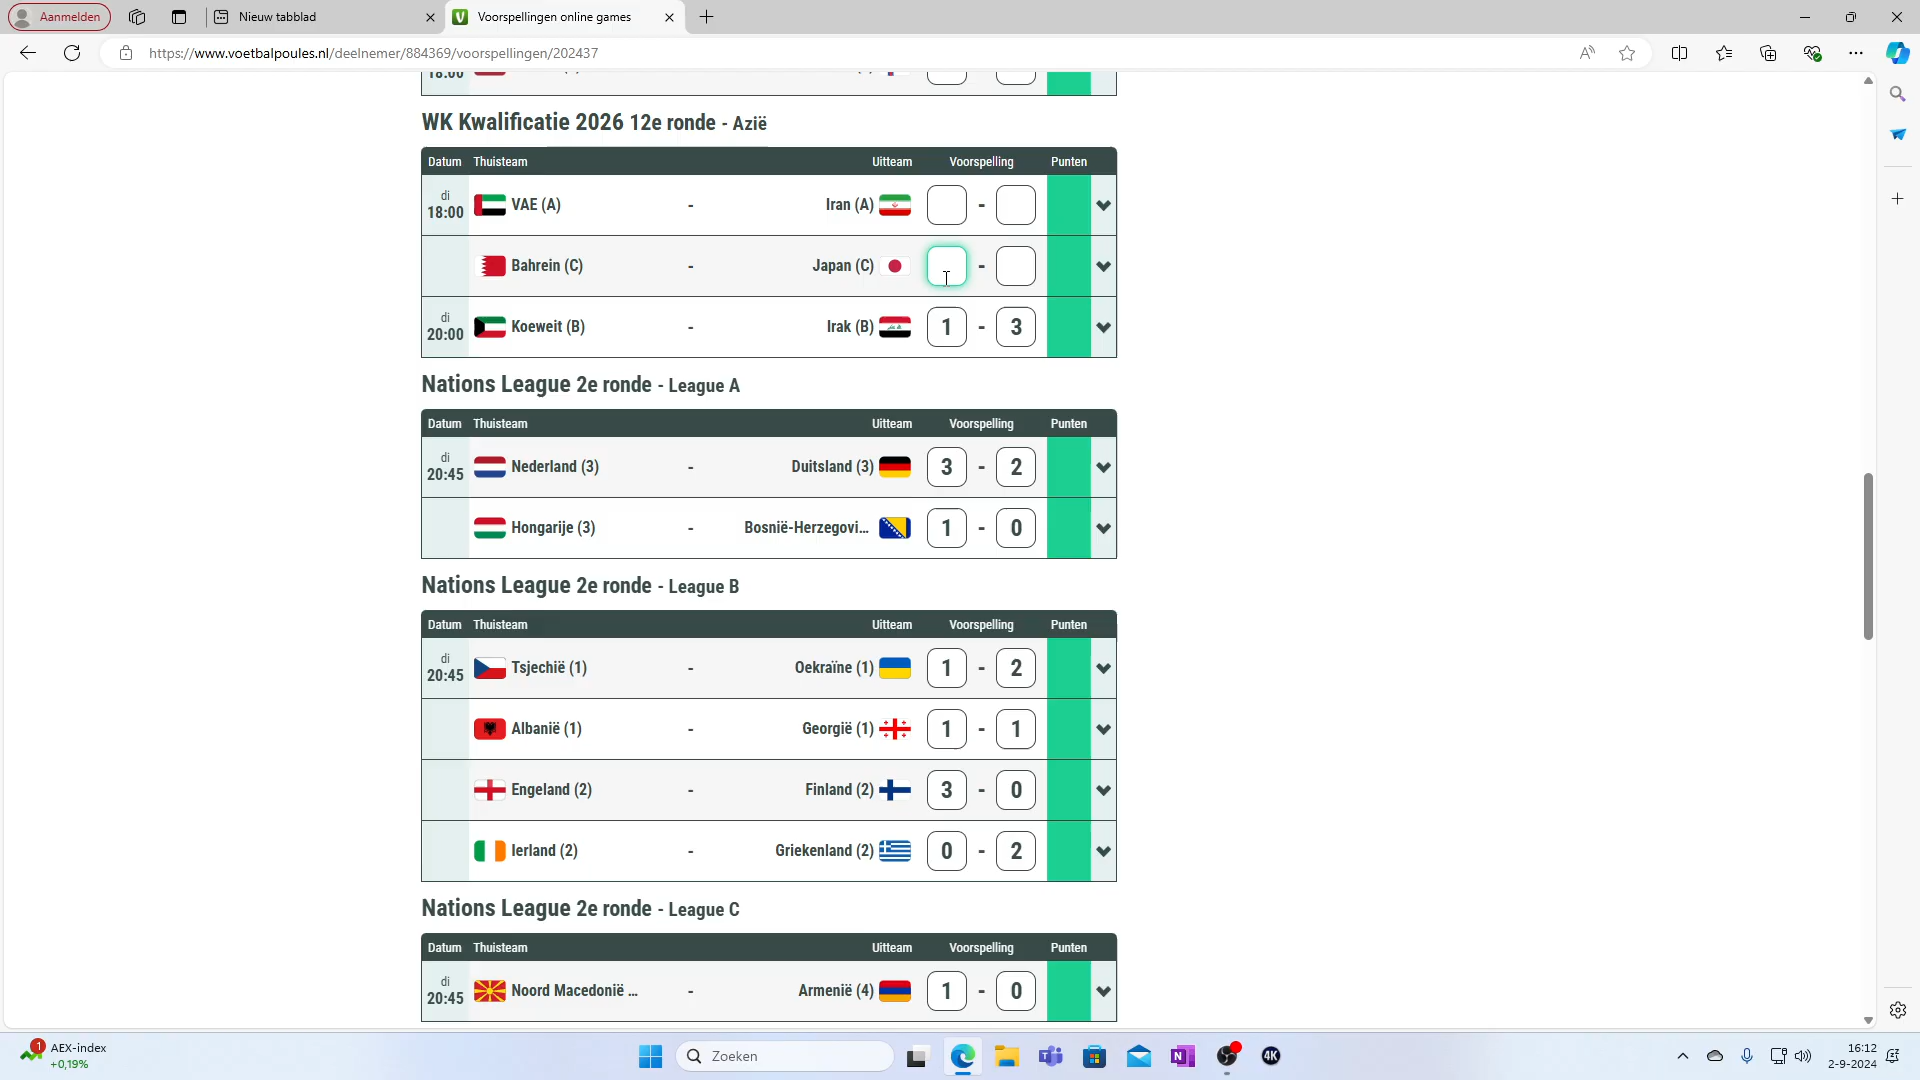 Aanmelden
Nieuw tabblad
Voorspellingen online games
https://www.voetbalpoules.nl/deelnemer/884369/voorspellingen/202437
18:00
WK Kwalificatie 2026 12e ronde - Azië
Datum Thuisteam Uitteam Voorspelling Punten
di
18:00 VAE (A) - Iran (A) -
Bahrein (C) - Japan (C) -
di
20:00 Koeweit (B) - Irak (B) 1 - 3
Nations League 2e ronde - League A
Datum Thuisteam Uitteam Voorspelling Punten
di
20:45 Nederland (3) - Duitsland (3) 3 - 2
Hongarije (3) - Bosnië-Herzegovi... 1 - 0
Nations League 2e ronde - League B
Datum Thuisteam Uitteam Voorspelling Punten
di
20:45 Tsjechië (1) - Oekraïne (1) 1 - 2
Albanië (1) - Georgië (1) 1 - 1
Engeland (2) - Finland (2) 3 - 0
Ierland (2) - Griekenland (2) 0 - 2
Nations League 2e ronde - League C
Datum Thuisteam Uitteam Voorspelling Punten
di
20:45 Noord Macedonië ... - Armenië (4) 1 - 0
1
AEX-index
+0,19%
Zoeken
4K
16:12
2-9-2024